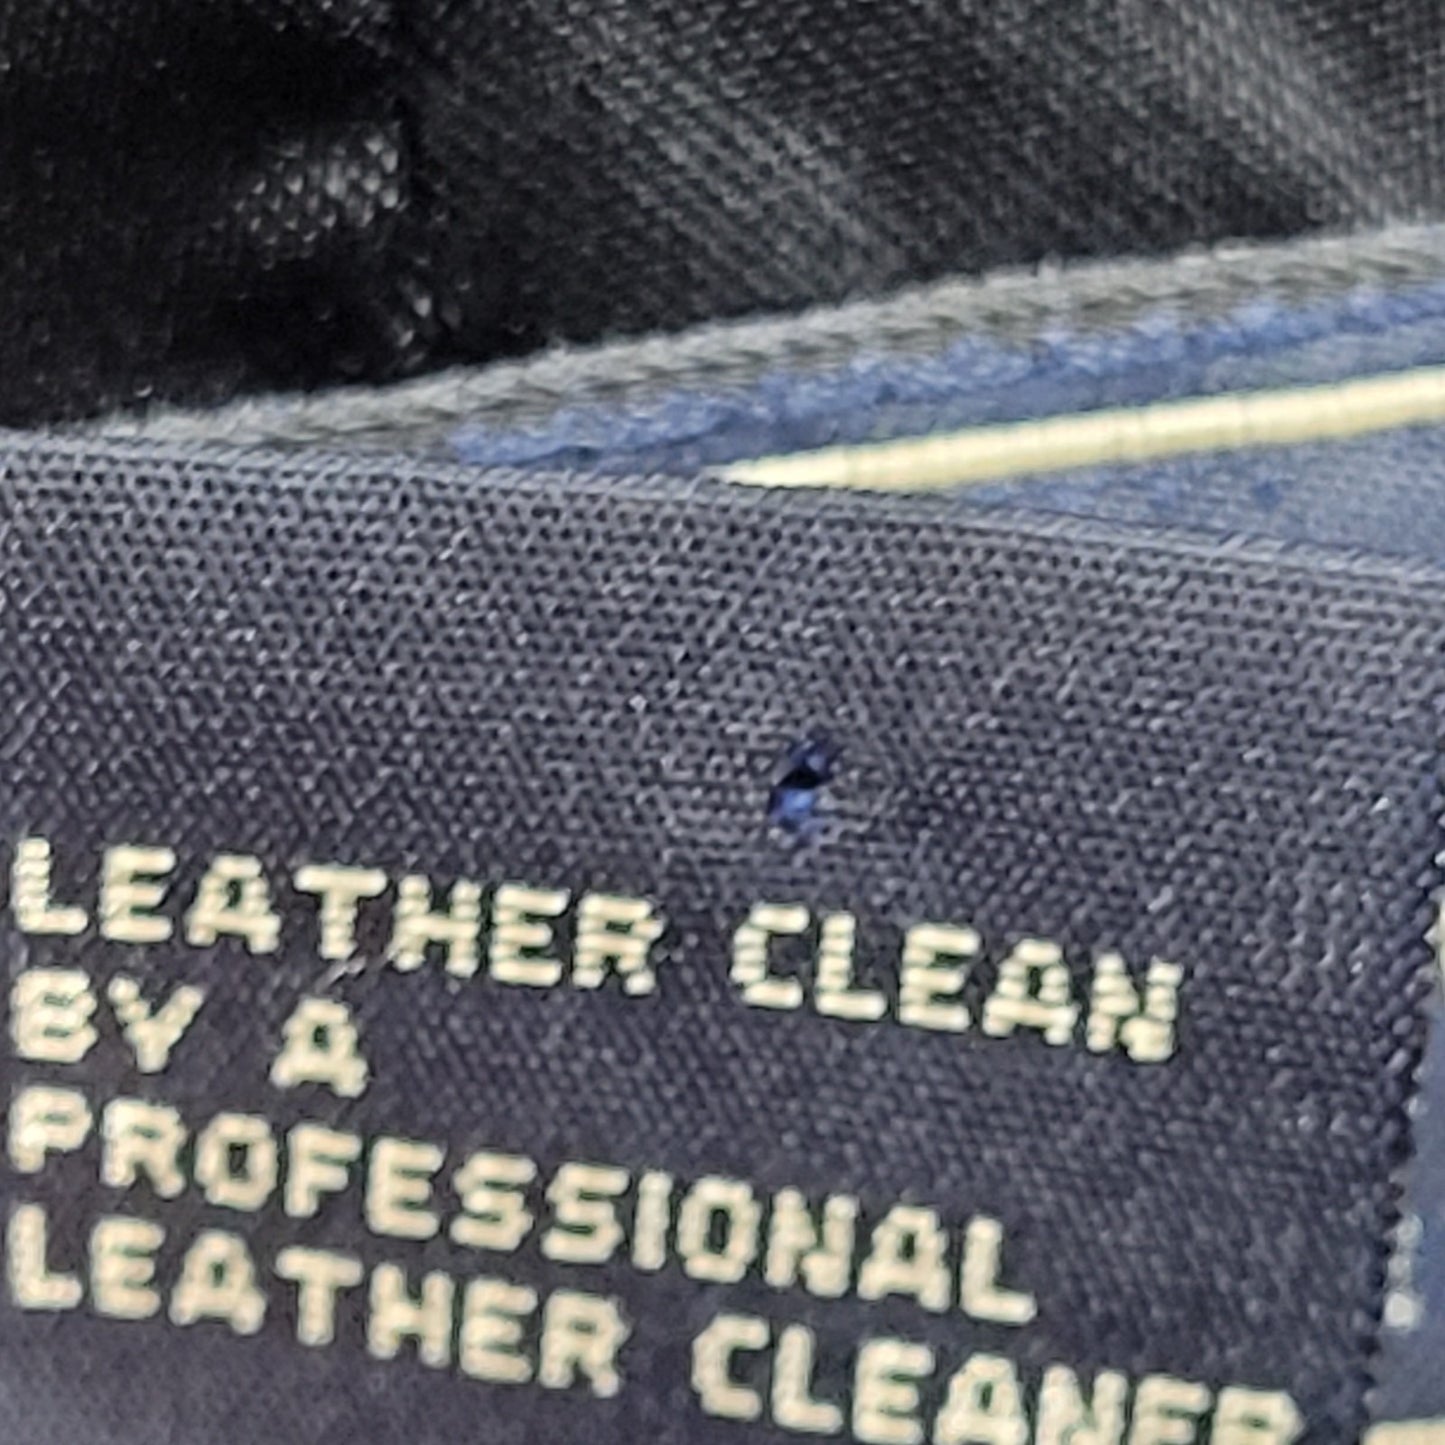 LEATHER CLEAN
BY A
PROFESSIONAL
LEATHER CLEANER